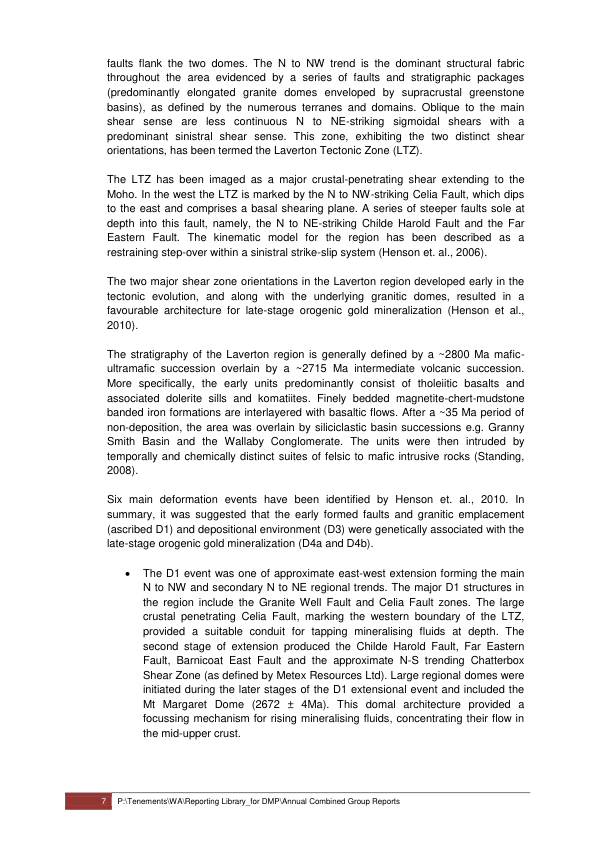 faults flank the two domes. The N to NW trend is the dominant structural fabric
throughout the area evidenced by a series of faults and stratigraphic packages
(predominantly elongated granite domes enveloped by supracrustal greenstone
basins), as defined by the numerous terranes and domains. Oblique to the main
shear sense are less continuous N to NE-striking sigmoidal shears with a
predominant sinistral shear sense. This zone, exhibiting the two distinct shear
orientations, has been termed the Laverton Tectonic Zone (LTZ).
The LTZ has been imaged as a major crustal-penetrating shear extending to the
Moho. In the west the LTZ is marked by the N to NW-striking Celia Fault, which dips
to the east and comprises a basal shearing plane. A series of steeper faults sole at
depth into this fault, namely, the N to NE-striking Childe Harold Fault and the Far
Eastern Fault. The kinematic model for the region has been described as a
restraining step-over within a sinistral strike-slip system (Henson et. al., 2006).
The two major shear zone orientations in the Laverton region developed early in the
tectonic evolution, and along with the underlying granitic domes, resulted in a
favourable architecture for late-stage orogenic gold mineralization (Henson et al.,
2010).
The stratigraphy of the Laverton region is generally defined by a ~2800 Ma mafic-
ultramafic succession overlain by a ~2715 Ma intermediate volcanic succession.
More specifically, the early units predominantly consist of tholeiitic basalts and
associated dolerite sills and komatiites. Finely bedded magnetite-chert-mudstone
banded iron formations are interlayered with basaltic flows. After a ~35 Ma period of
non-deposition, the area was overlain by siliciclastic basin successions e.g. Granny
Smith Basin and the Wallaby Conglomerate. The units were then intruded by
temporally and chemically distinct suites of felsic to mafic intrusive rocks (Standing,
2008).
Six main deformation events have been identified by Henson et. al., 2010. In
summary, it was suggested that the early formed faults and granitic emplacement
(ascribed D1) and depositional environment (D3) were genetically associated with the
late-stage orogenic gold mineralization (D4a and D4b).
• The D1 event was one of approximate east-west extension forming the main
N to NW and secondary N to NE regional trends. The major D1 structures in
the region include the Granite Well Fault and Celia Fault zones. The large
crustal penetrating Celia Fault, marking the western boundary of the LTZ,
provided a suitable conduit for tapping mineralising fluids at depth. The
second stage of extension produced the Childe Harold Fault, Far Eastern
Fault, Barnicoat East Fault and the approximate N-S trending Chatterbox
Shear Zone (as defined by Metex Resources Ltd). Large regional domes were
initiated during the later stages of the D1 extensional event and included the
Mt Margaret Dome (2672 ± 4Ma). This domal architecture provided a
focussing mechanism for rising mineralising fluids, concentrating their flow in
the mid-upper crust.
7 P:\Tenements\WA\Reporting Library_for DMP\Annual Combined Group Reports